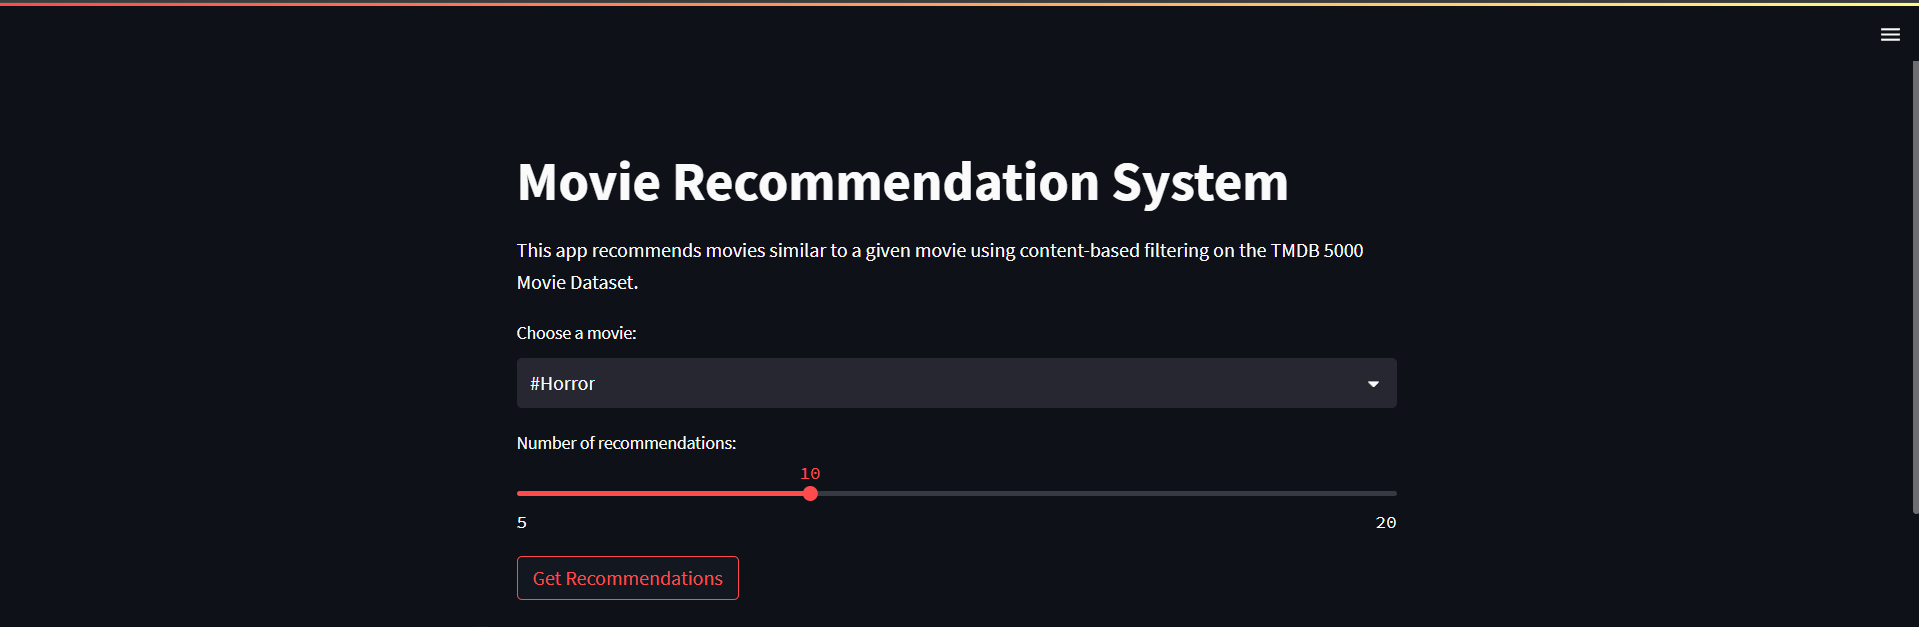 Movie Recommendation System
This app recommends movies similar to a given movie using content-based filtering on the TMDB 5000
Movie Dataset.
Choose a movie:
#Horror
Number of recommendations:
10
5 20
Get Recommendations